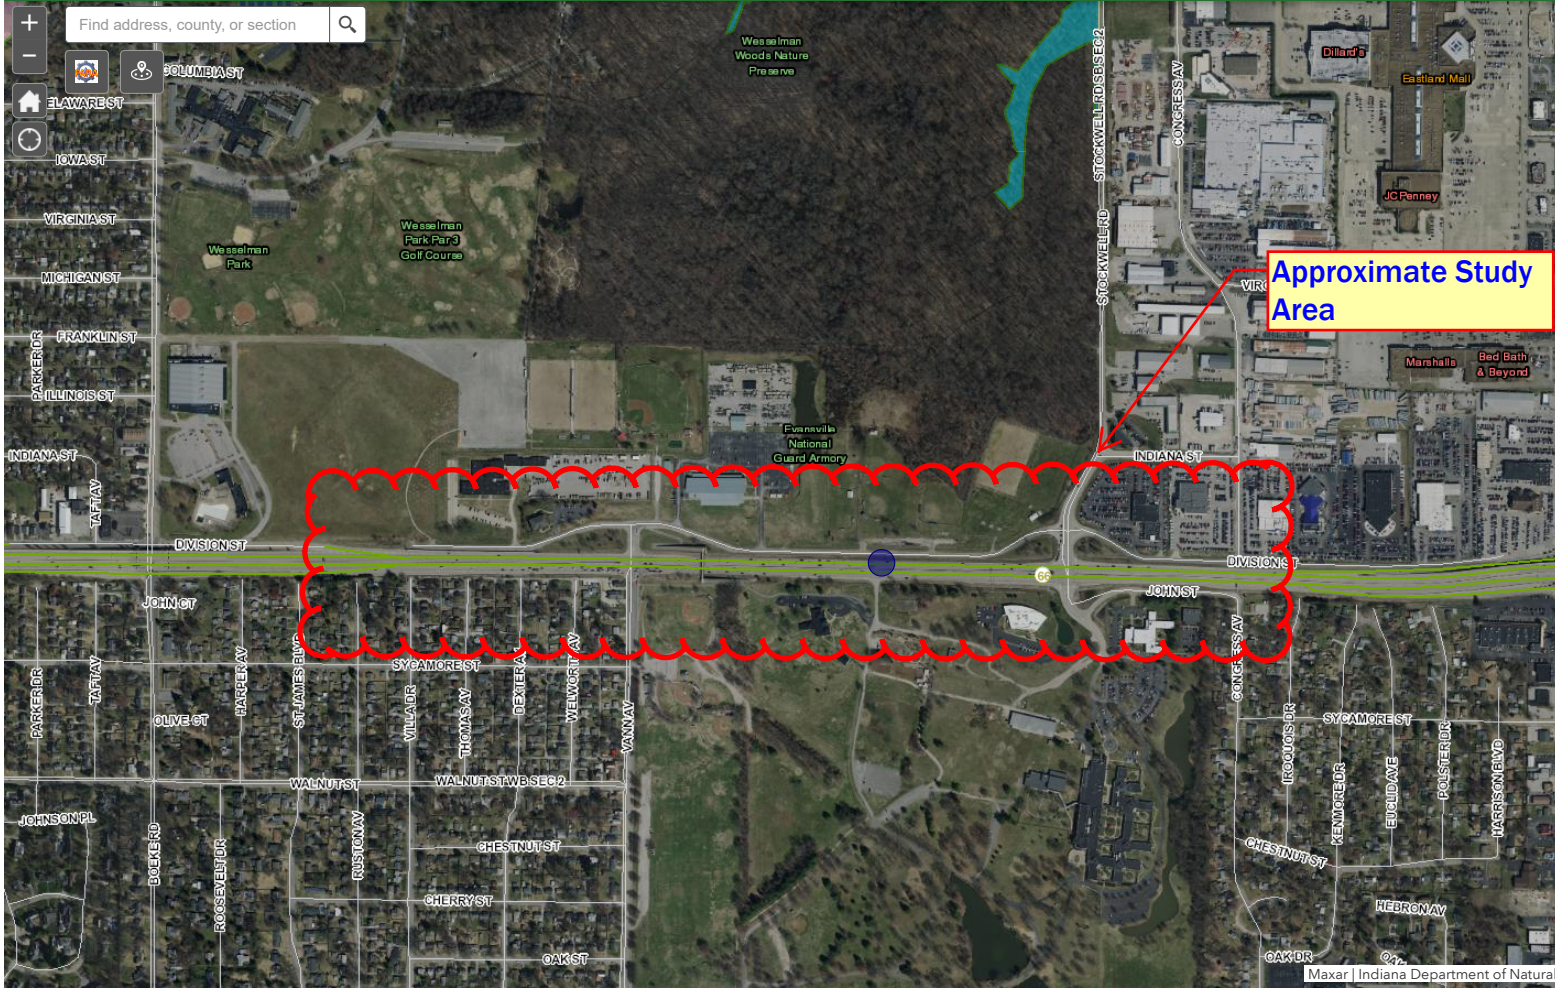 +
Find address, county, or section
−
COLUMBIA ST
ELAWARE ST
IOWA ST
VIRGINIA ST
MICHIGAN ST
FRANKLIN ST
PARKER DR
ILLINOIS ST
INDIANA ST
TAFT AV
Wesselman
Park
Wesselman
Park Par 3
Golf Course
Wesselman
Woods Nature
Preserve
STOCKWELL RD SB SEC 2
STOCKWELL RD
CONGRESS AV
Dillard's
Eastland Mall
JC Penney
Approximate Study
Area
Marshalls
Bed Bath
& Beyond
Evansville
National
Guard Armory
INDIANA ST
DIVISION ST
DIVISION ST
66
JOHN ST
JOHN CT
PARKER DR
TAFT AV
HARPER AV
ST JAMES BLVD
SYCAMORE ST
VILLA DR
THOMAS AV
DEXTER AV
WELWORTH AV
VANN AV
CONGRESS AV
OLIVE CT
IROQUOIS DR
SYCAMORE ST
KENMORE DR
EUCLID AVE
POLSTER DR
HARRISON BLVD
WALNUT ST
WALNUT ST WB SEC 2
JOHNSON PL
BOEKE RD
ROOSEVELT DR
RUSTON AV
CHESTNUT ST
CHESTNUT ST
CHERRY ST
HEBRON AV
OAK ST
OAK DR
Maxar | Indiana Department of Natural